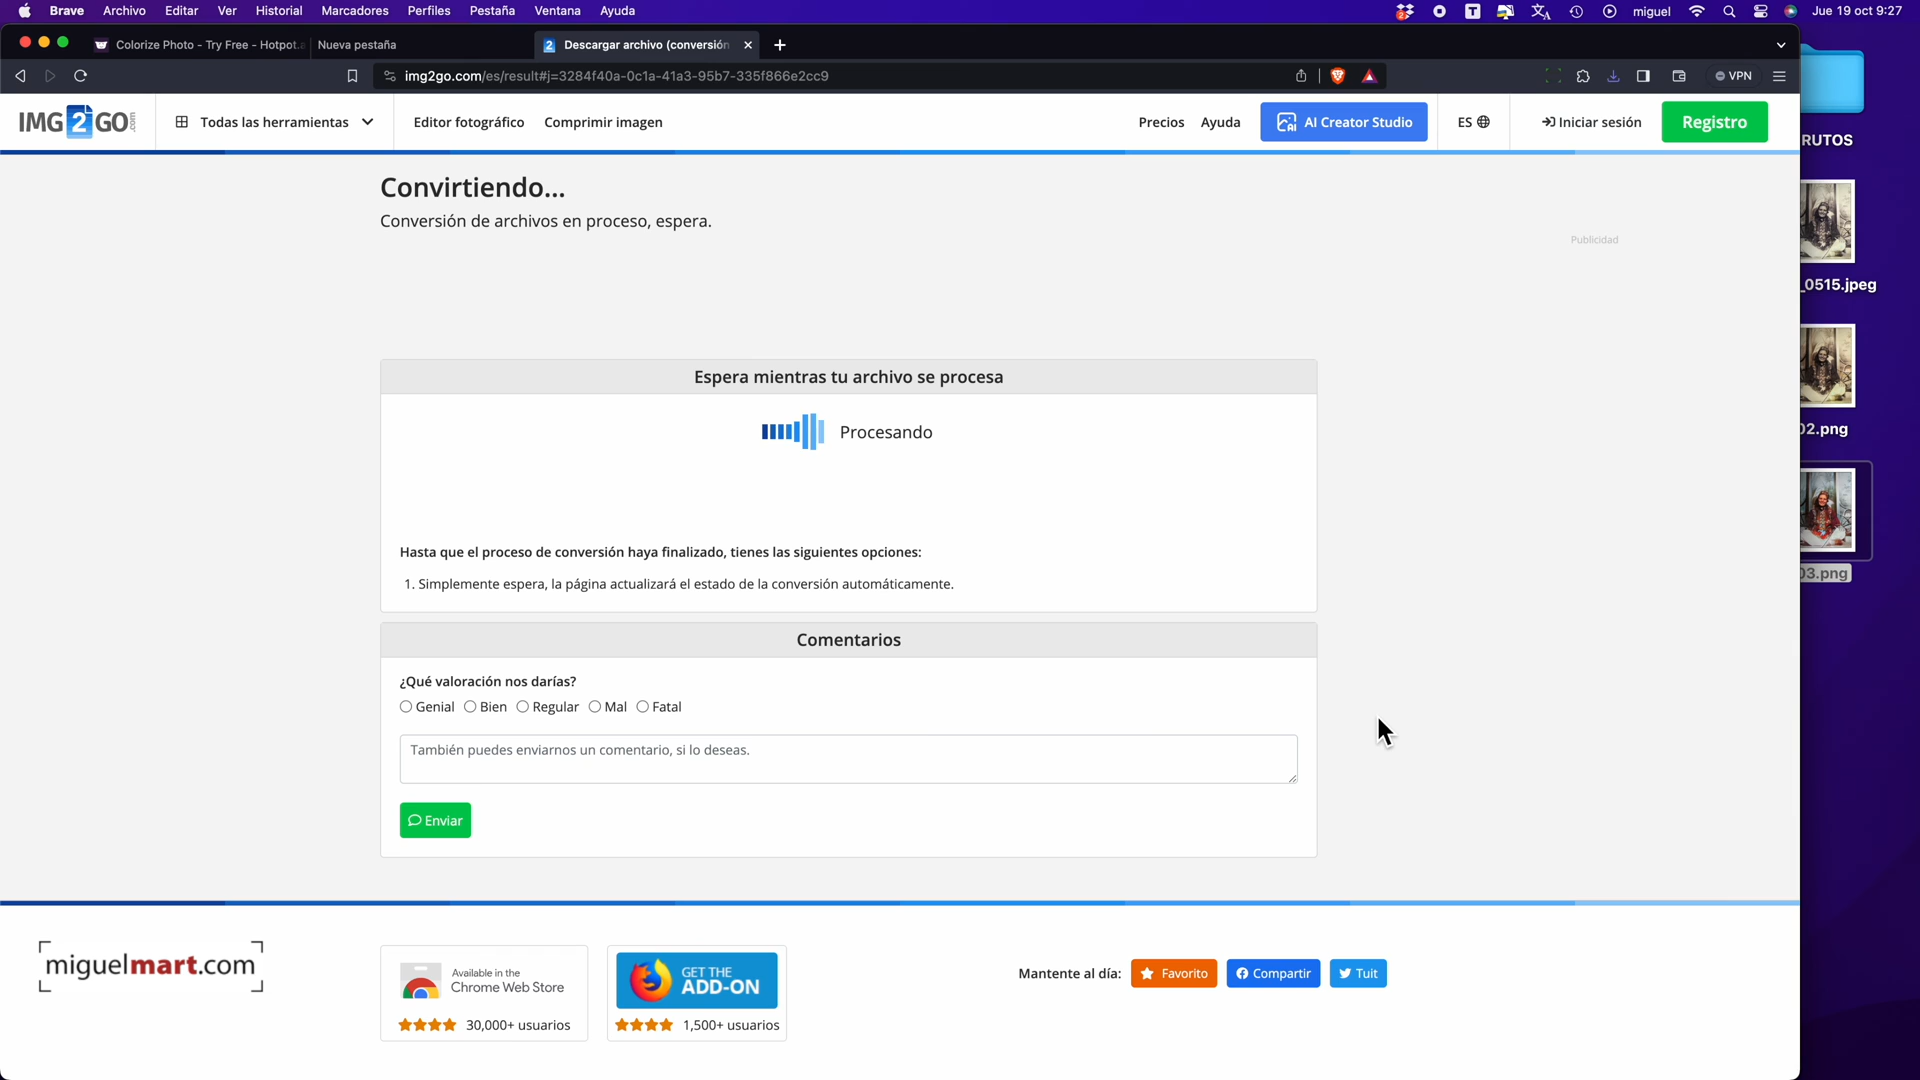 Brave Archivo Editar Ver Historial Marcadores Perfiles Pestaña Ventana Ayuda
miguel
Jue 19 oct 9:27
Colorize Photo - Try Free - Hotpot.a
Nueva pestaña
Descargar archivo (conversión
img2go.com/es/result#j=3284f40a-0c1a-41a3-95b7-335f866e2cc9
VPN
IMG2GO.com
Todas las herramientas
Editor fotográfico
Comprimir imagen
Precios
Ayuda
AI Creator Studio
ES
Iniciar sesión
Registro
RUTOS
Convirtiendo...
Conversión de archivos en proceso, espera.
Publicidad
_0515.jpeg
Espera mientras tu archivo se procesa
Procesando
02.png
Hasta que el proceso de conversión haya finalizado, tienes las siguientes opciones:
1. Simplemente espera, la página actualizará el estado de la conversión automáticamente.
03.png
Comentarios
¿Qué valoración nos darías?
Genial Bien Regular Mal Fatal
También puedes enviarnos un comentario, si lo deseas.
Enviar
miguelmart.com
Available in the
Chrome Web Store
30,000+ usuarios
GET THE
ADD-ON
1,500+ usuarios
Mantente al día:
Favorito
Compartir
Tuit